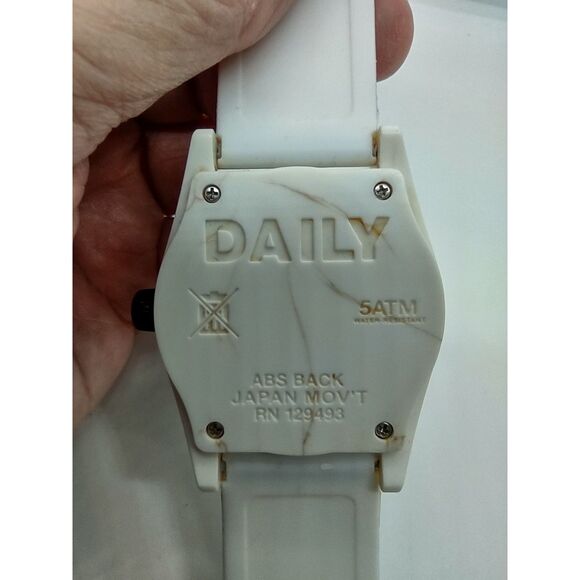 DAILY
5ATM
WATER RESISTANT
ABS BACK
JAPAN MOV'T
RN 129493